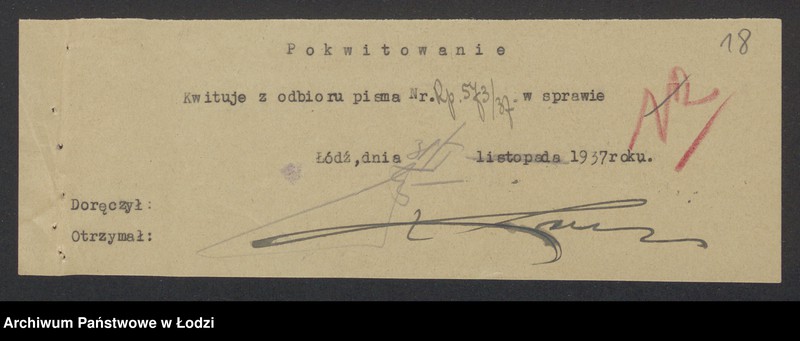 18
Pokwitowanie
Kwituje z odbioru pisma Nr. Rp. 573/37 w sprawie
Łódź, dnia listopada 1937 roku.
Doręczył:
Otrzymał:
Archiwum Państwowe w Łodzi